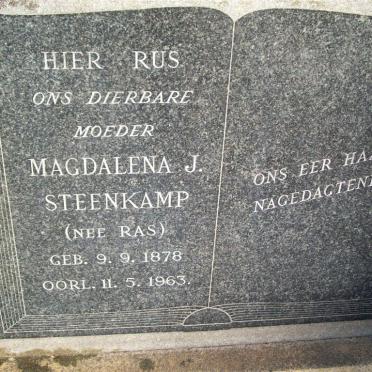 HIER RUS
ONS DIERBARE
MOEDER
MAGDALENA J.
STEENKAMP
(NEE RAS)
GEB. 9. 9. 1878
OORL. 11. 5. 1963.
ONS EER